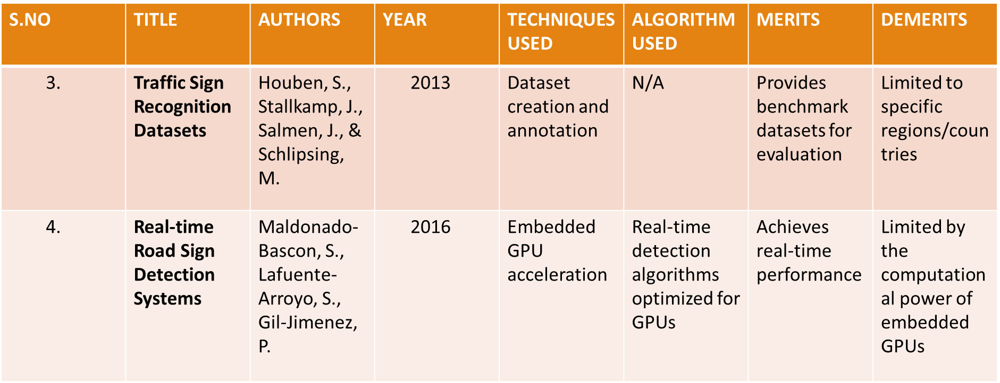 S.NO
TITLE
AUTHORS
YEAR
TECHNIQUES
USED
ALGORITHM
USED
MERITS
DEMERITS
3.
Traffic Sign
Recognition
Datasets
Houben, S.,
Stallkamp, J.,
Salmen, J., &
Schlipsing,
M.
2013
Dataset
creation and
annotation
N/A
Provides
benchmark
datasets for
evaluation
Limited to
specific
regions/coun
tries
4.
Real-time
Road Sign
Detection
Systems
Maldonado-
Bascon, S.,
Lafuente-
Arroyo, S.,
Gil-Jimenez,
P.
2016
Embedded
GPU
acceleration
Real-time
detection
algorithms
optimized for
GPUs
Achieves
real-time
performance
Limited by
the
computation
al power of
embedded
GPUs